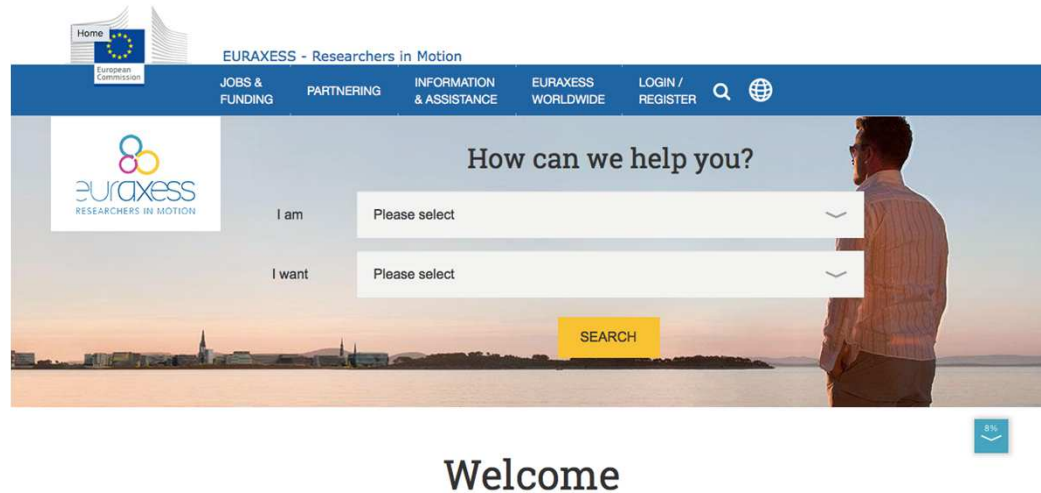 Home
European
Commission
EURAXESS - Researchers in Motion
JOBS &
FUNDING
PARTNERING
INFORMATION
& ASSISTANCE
EURAXESS
WORLDWIDE
LOGIN /
REGISTER
euraxess
RESEARCHERS IN MOTION
How can we help you?
I am
Please select
I want
Please select
SEARCH
8%
Welcome